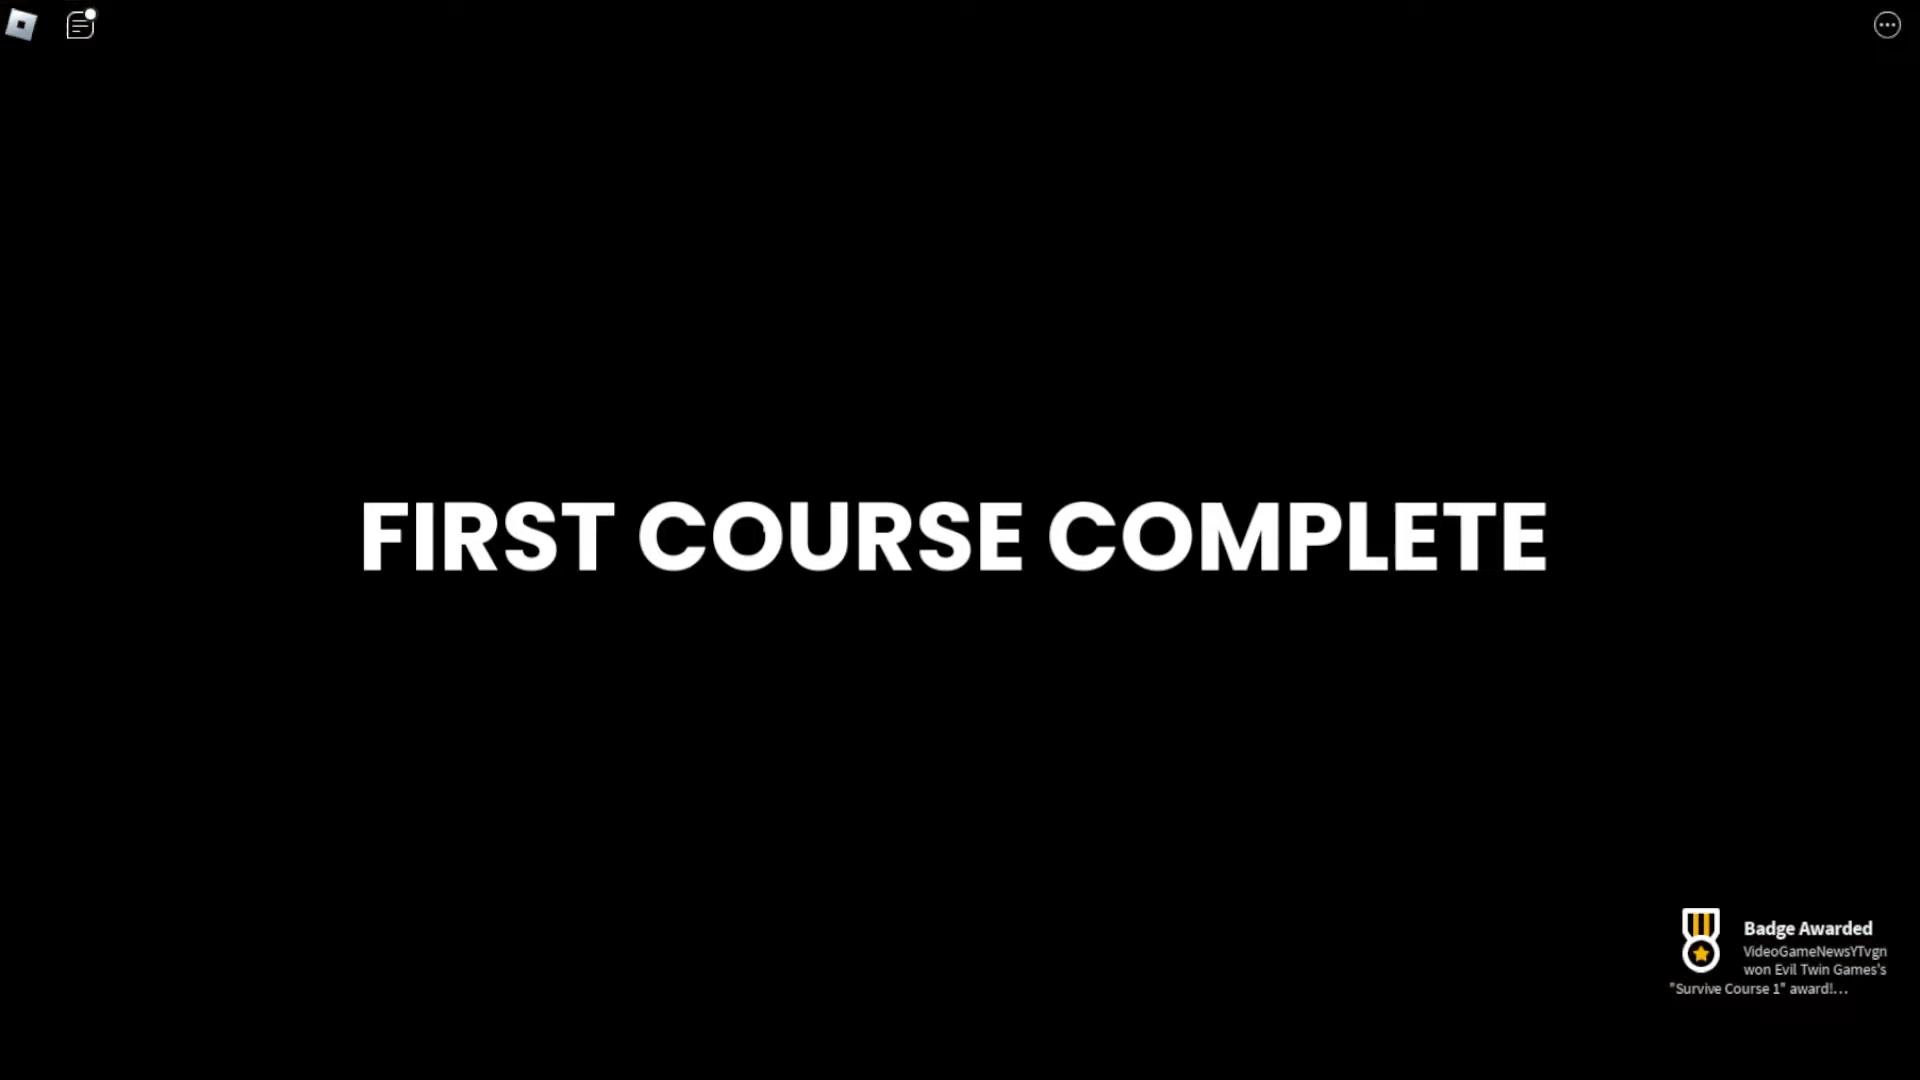 FIRST COURSE COMPLETE
Badge Awarded
VideoGameNewsYTvgn
won Evil Twin Games's
"Survive Course 1" award!...